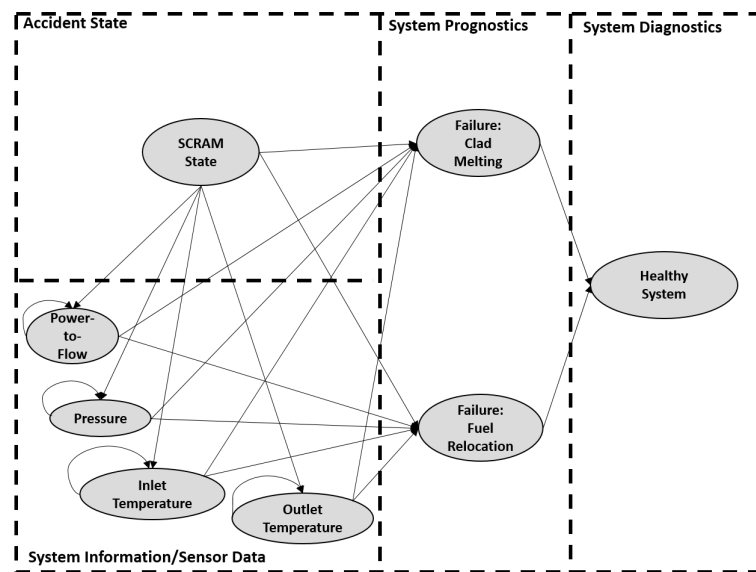 Accident State
System Prognostics
System Diagnostics
SCRAM
State
Failure:
Clad
Melting
Healthy
System
Power-
to-
Flow
Pressure
Inlet
Temperature
Outlet
Temperature
Failure:
Fuel
Relocation
System Information/Sensor Data